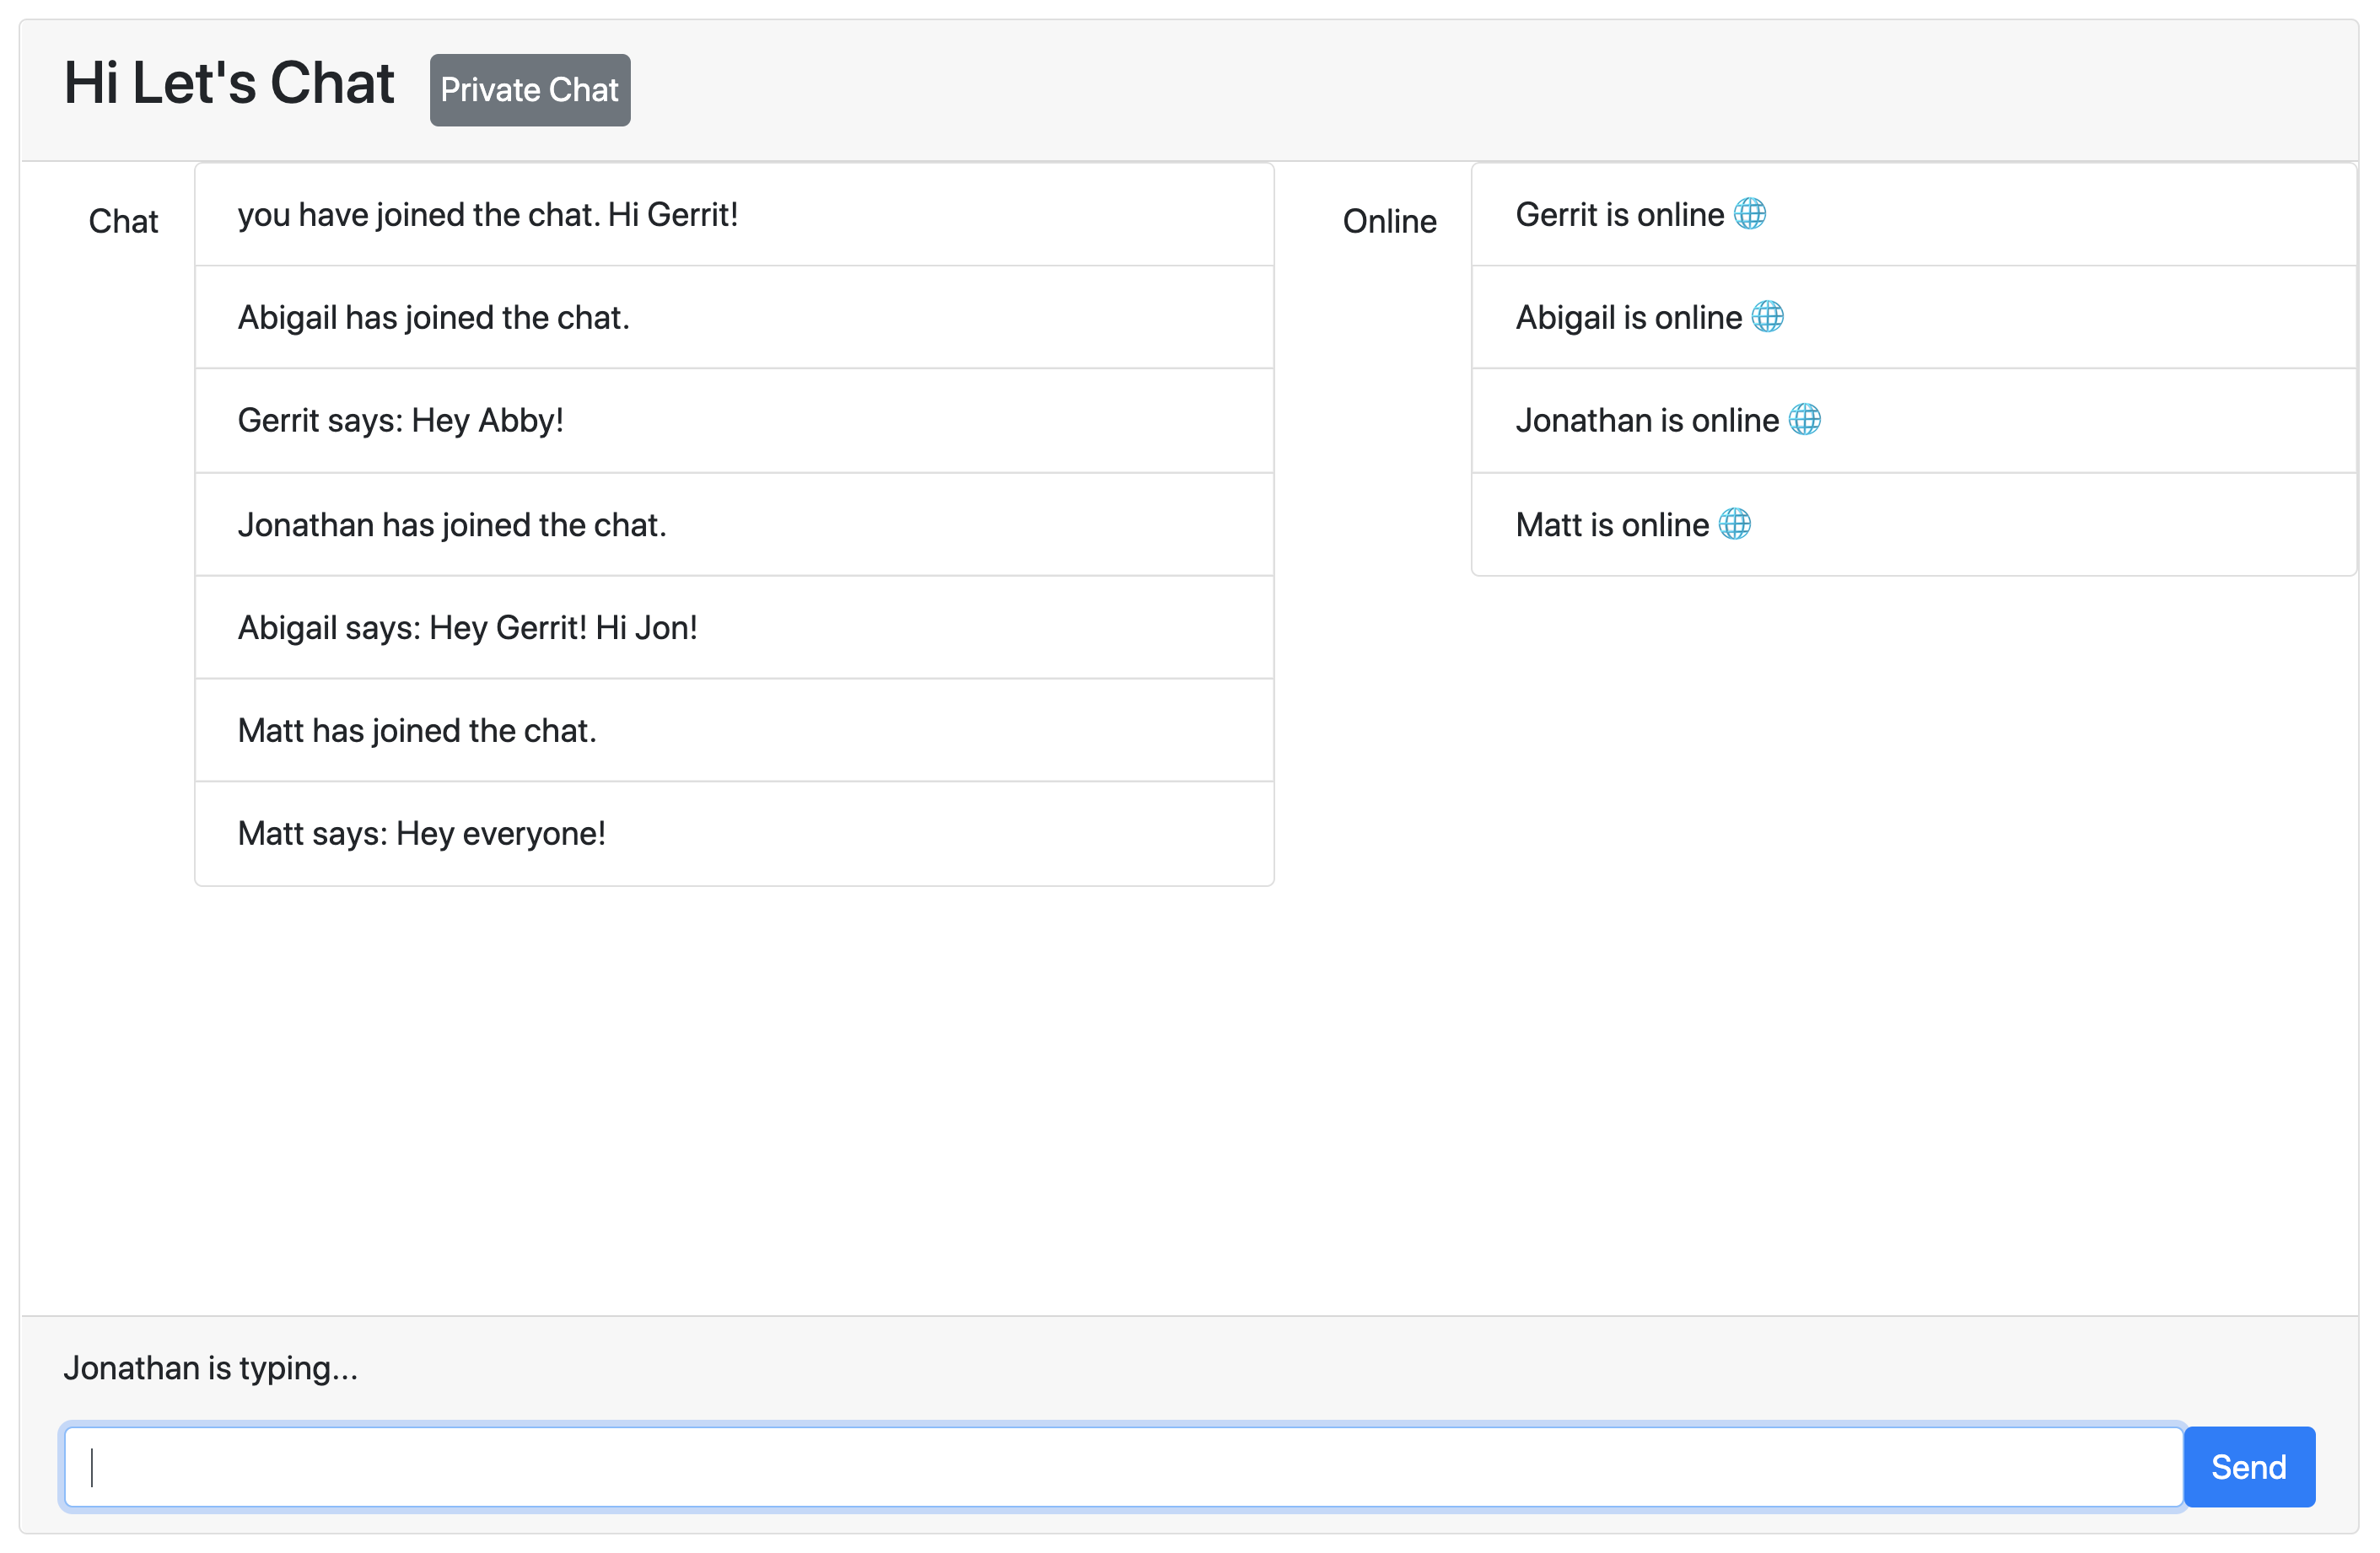 Hi Let's Chat
Private Chat
Chat
you have joined the chat. Hi Gerrit!
Abigail has joined the chat.
Gerrit says: Hey Abby!
Jonathan has joined the chat.
Abigail says: Hey Gerrit! Hi Jon!
Matt has joined the chat.
Matt says: Hey everyone!
Online
Gerrit is online 🌐
Abigail is online 🌐
Jonathan is online 🌐
Matt is online 🌐
Jonathan is typing...
Send